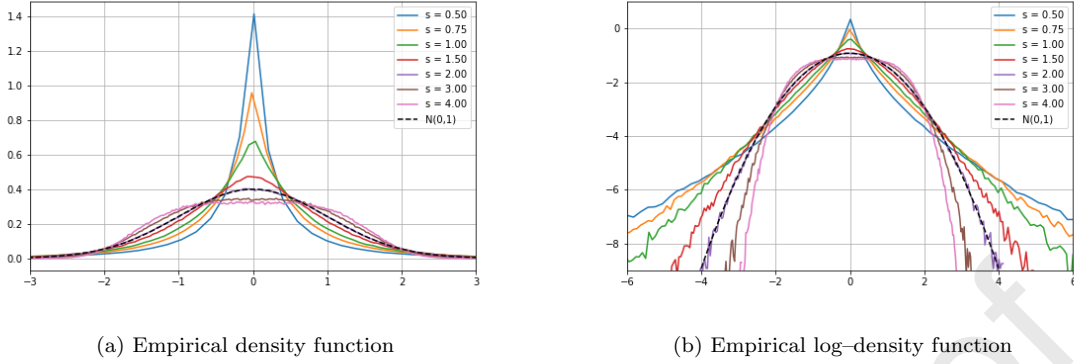 1.4
1.2
1.0
0.8
0.6
0.4
0.2
0.0
−3
−2
−1
0
1
2
3
s = 0.50
s = 0.75
s = 1.00
s = 1.50
s = 2.00
s = 3.00
s = 4.00
N(0,1)
(a) Empirical density function
0
−2
−4
−6
−8
−6
−4
−2
0
2
4
6
s = 0.50
s = 0.75
s = 1.00
s = 1.50
s = 2.00
s = 3.00
s = 4.00
N(0,1)
(b) Empirical log–density function